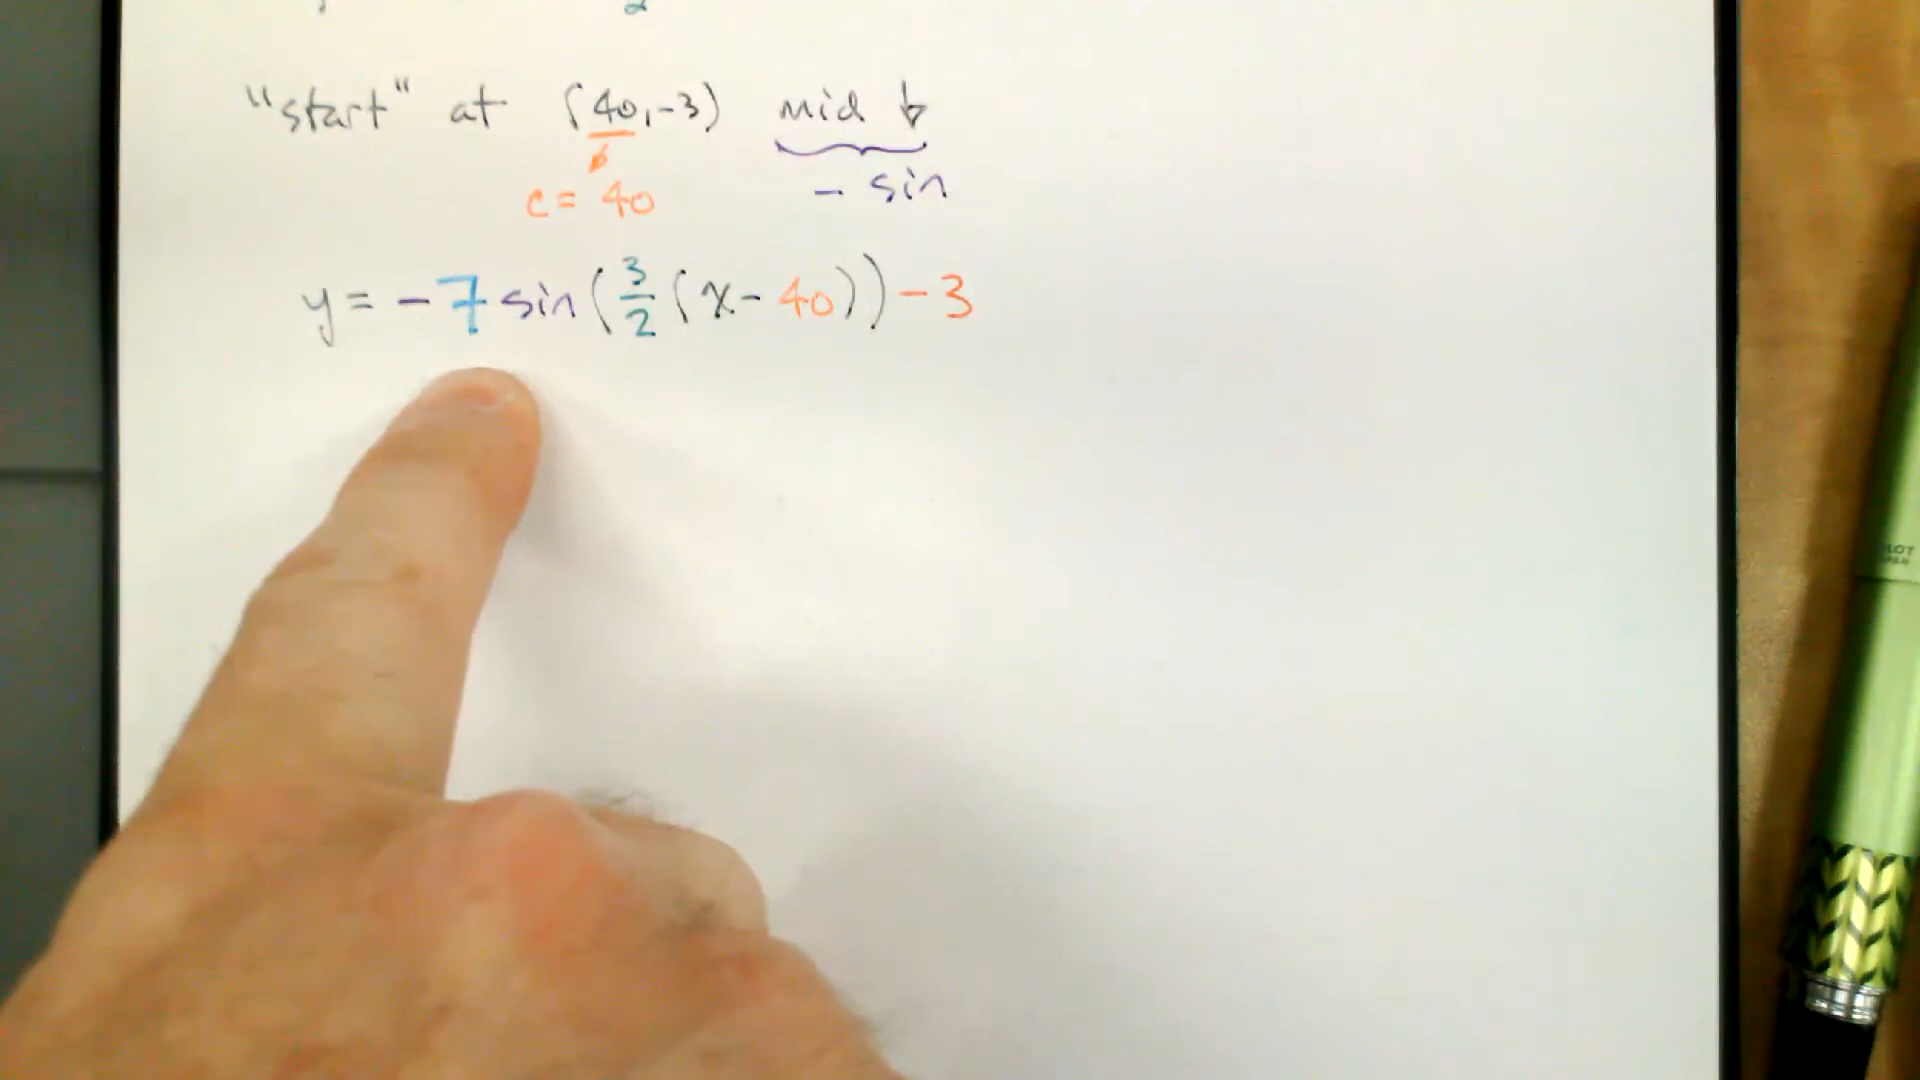 "start" at (40,-3) mid ↓
c = 40 - sin
y = -7 sin(3/2 (x - 40)) - 3